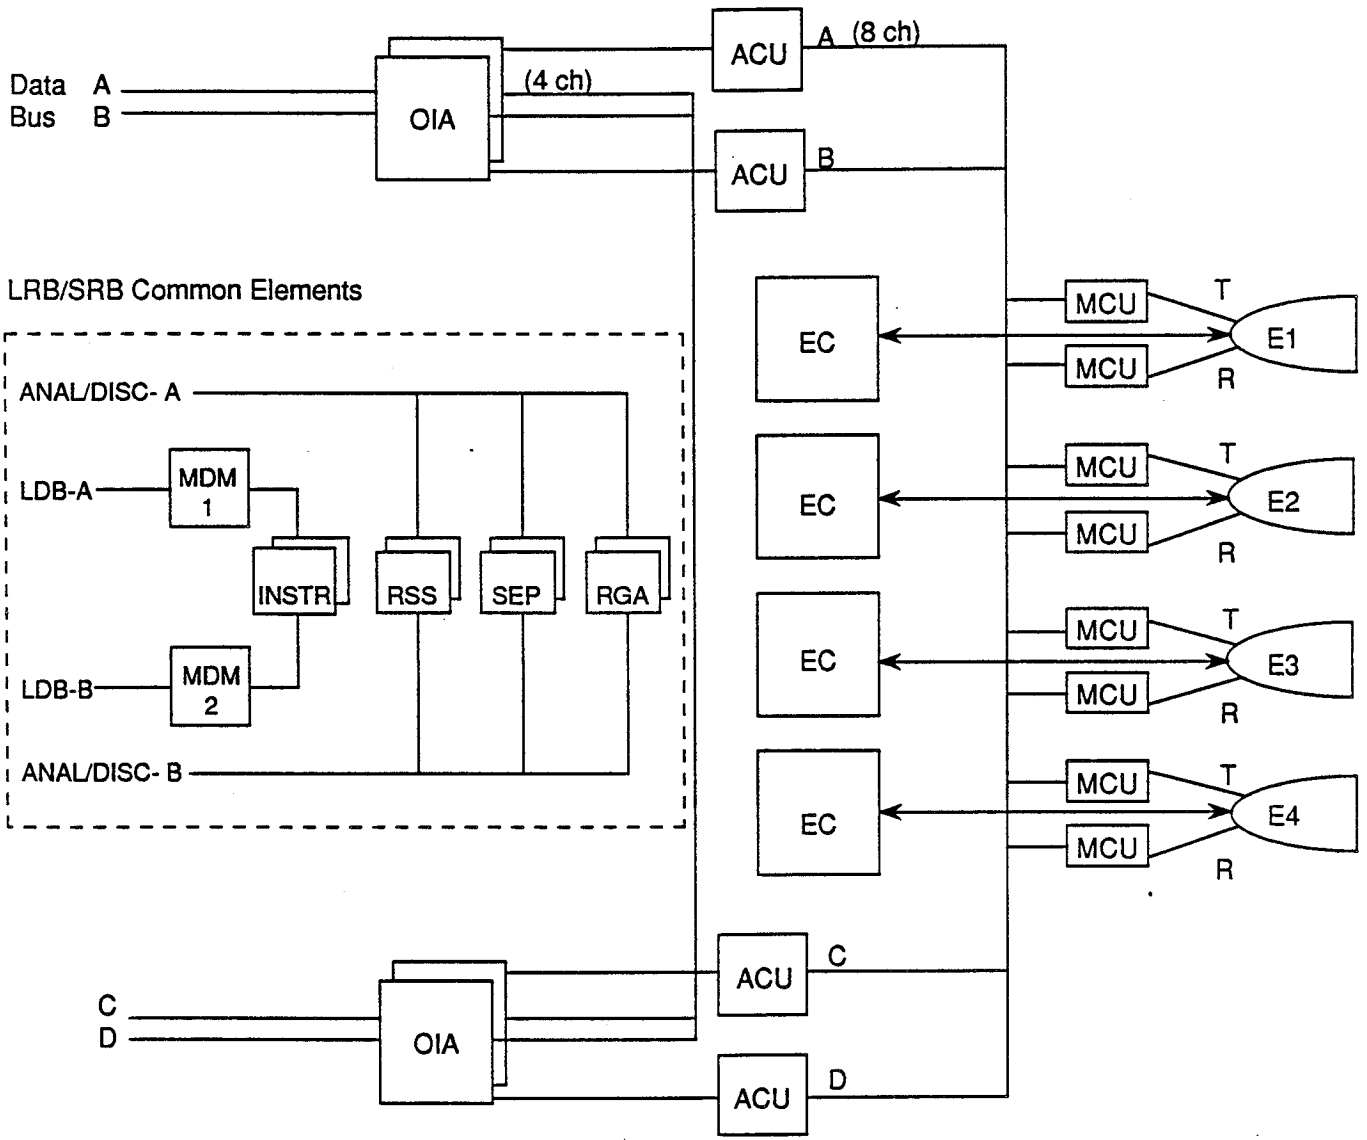 Data A
Bus B
OIA
(4 ch)
ACU
A (8 ch)
ACU
B
LRB/SRB Common Elements
ANAL/DISC- A
LDB-A
MDM
1
INSTR
RSS
SEP
RGA
LDB-B
MDM
2
ANAL/DISC- B
EC
MCU
T
E1
MCU
R
EC
MCU
T
E2
MCU
R
EC
MCU
T
E3
MCU
R
EC
MCU
T
E4
MCU
R
C
D
OIA
ACU
C
ACU
D